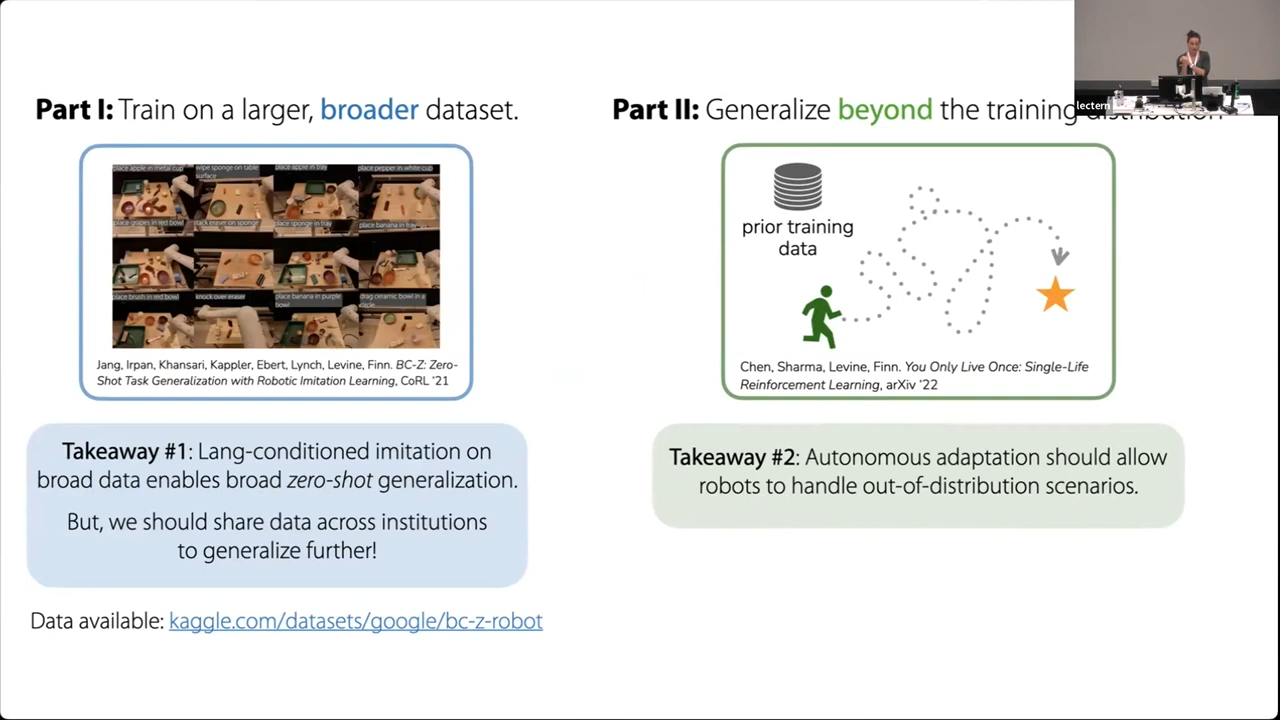 Part I: Train on a larger, broader dataset.
place apple in metal cup
wipe sponge on table
surface
place apple in tray
place pepper in white cup
place grapes in red bowl
stack eraser on sponge
place sponge in tray
place banana in tray
place brush in red bowl
knock over eraser
place banana in purple
bowl
drag ceramic bowl in a
circle
Jang, Irpan, Khansari, Kappler, Ebert, Lynch, Levine, Finn. BC-Z: Zero-
Shot Task Generalization with Robotic Imitation Learning, CoRL '21
Takeaway #1: Lang-conditioned imitation on
broad data enables broad zero-shot generalization.
But, we should share data across institutions
to generalize further!
Data available: kaggle.com/datasets/google/bc-z-robot
Part II: Generalize beyond the training distribution
prior training
data
Chen, Sharma, Levine, Finn. You Only Live Once: Single-Life
Reinforcement Learning, arXiv '22
Takeaway #2: Autonomous adaptation should allow
robots to handle out-of-distribution scenarios.
lectern